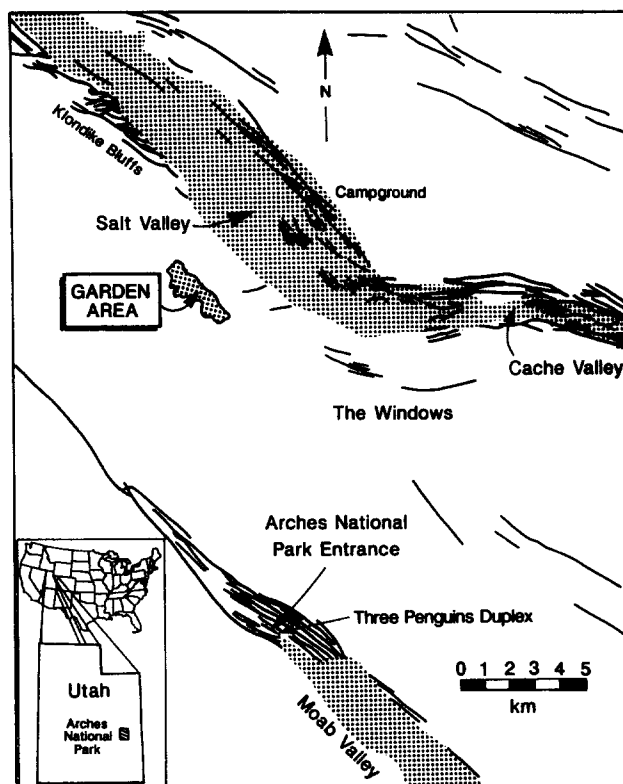 N
Klondike Bluffs
Campground
Salt Valley
GARDEN
AREA
Cache Valley
The Windows
Arches National
Park Entrance
Three Penguins Duplex
0 1 2 3 4 5
km
Moab Valley
Utah
Arches
National
Park